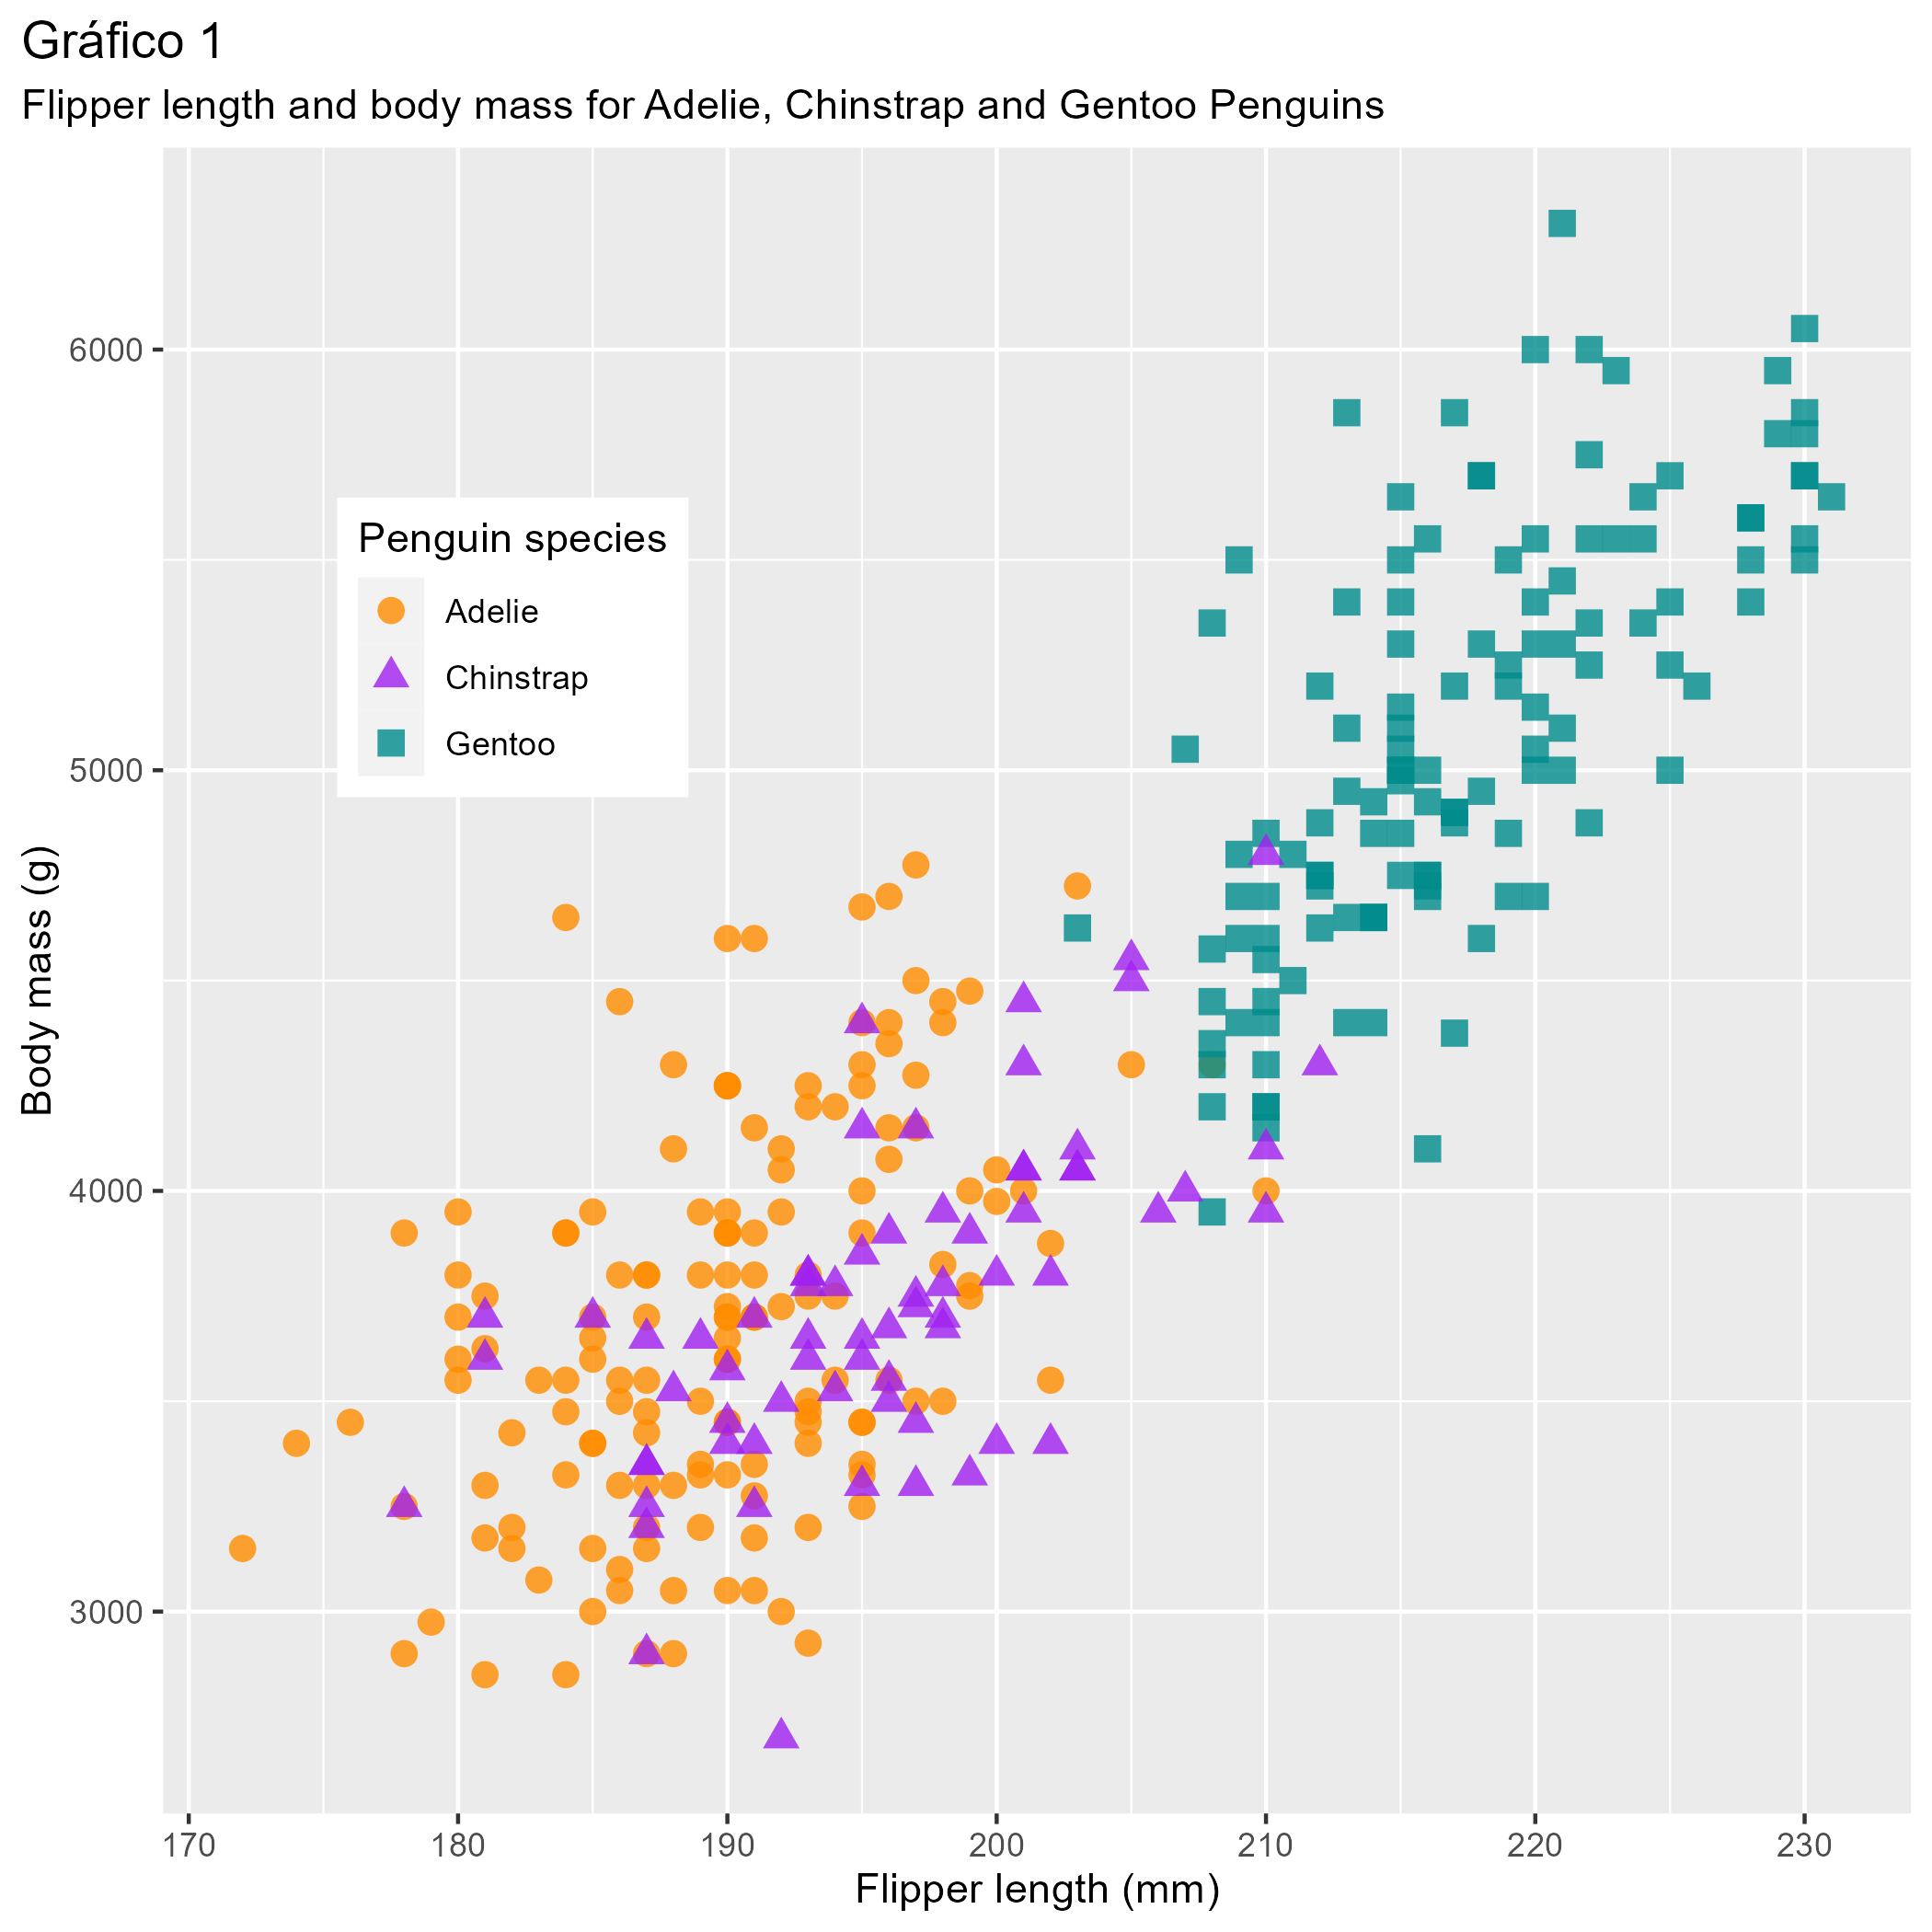 Gráfico 1
Flipper length and body mass for Adelie, Chinstrap and Gentoo Penguins
6000
5000
4000
3000
Body mass (g)
Penguin species
Adelie
Chinstrap
Gentoo
170 180 190 200 210 220 230
Flipper length (mm)